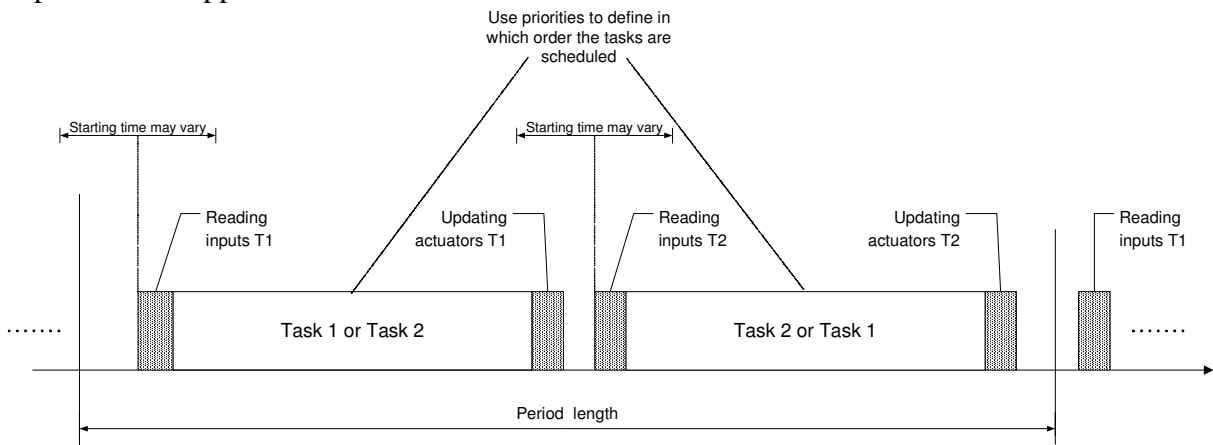 Use priorities to define in
which order the tasks are
scheduled
Starting time may vary
Starting time may vary
Reading
inputs T1
Updating
actuators T1
Reading
inputs T2
Updating
actuators T2
Reading
inputs T1
.......
Task 1 or Task 2
Task 2 or Task 1
.......
Period length